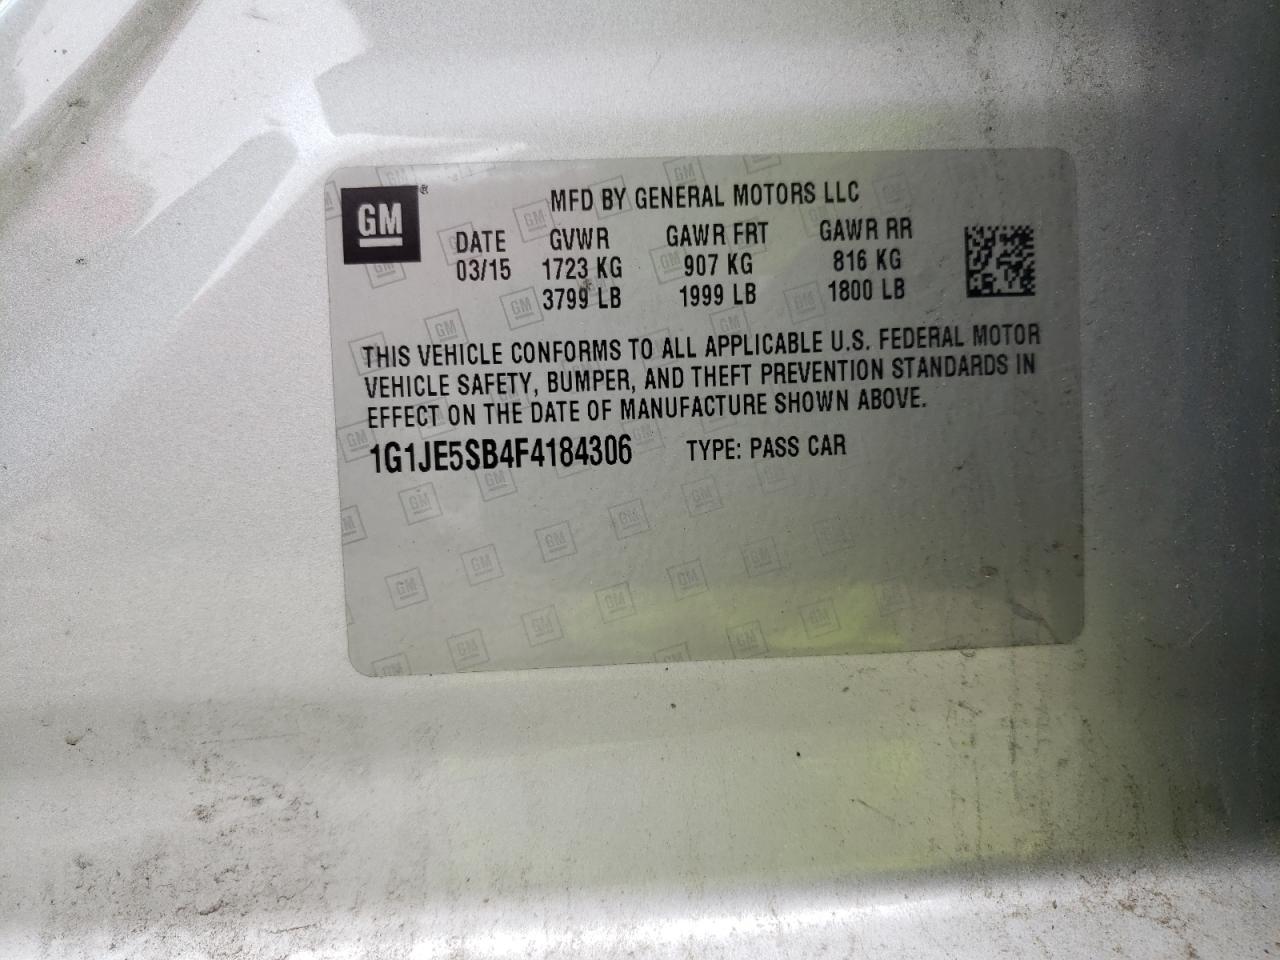 GM®
MFD BY GENERAL MOTORS LLC
DATE GVWR GAWR FRT GAWR RR
03/15 1723 KG 907 KG 816 KG
3799 LB 1999 LB 1800 LB
THIS VEHICLE CONFORMS TO ALL APPLICABLE U.S. FEDERAL MOTOR
VEHICLE SAFETY, BUMPER, AND THEFT PREVENTION STANDARDS IN
EFFECT ON THE DATE OF MANUFACTURE SHOWN ABOVE.
1G1JE5SB4F4184306 TYPE: PASS CAR